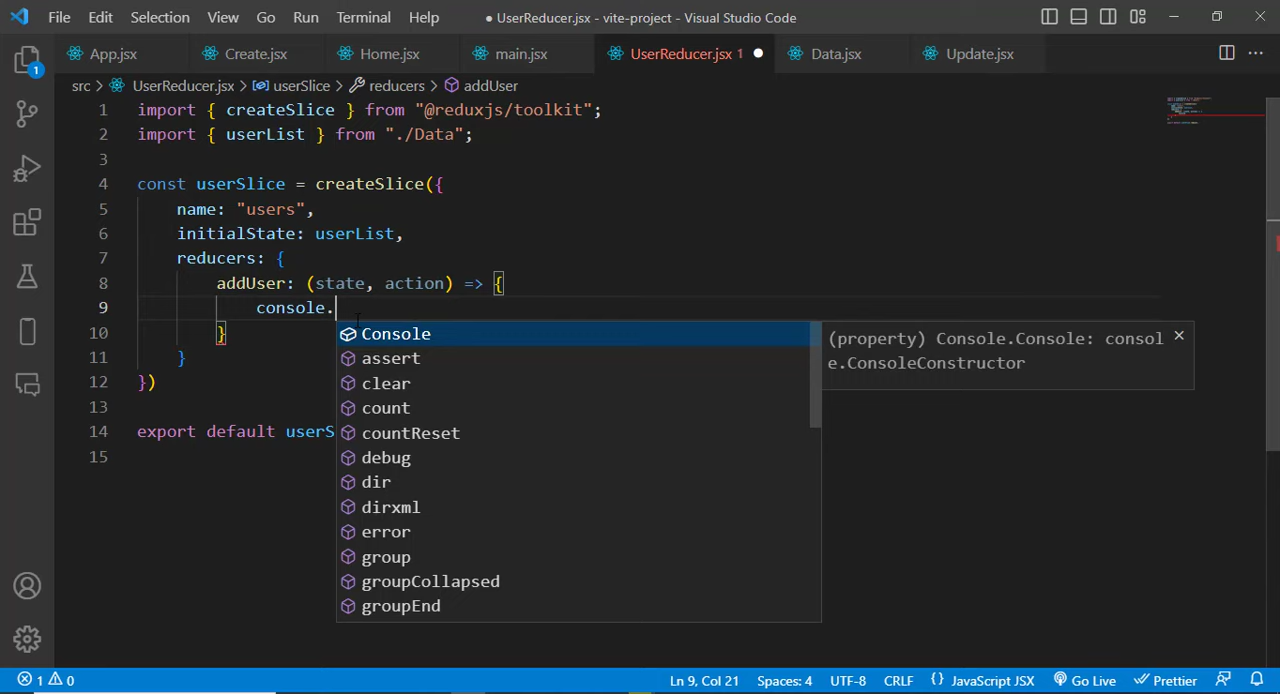 File Edit Selection View Go Run Terminal Help ● UserReducer.jsx - vite-project - Visual Studio Code
App.jsx Create.jsx Home.jsx main.jsx UserReducer.jsx 1 Data.jsx Update.jsx
1
src > UserReducer.jsx > userSlice > reducers > addUser
1 import { createSlice } from "@reduxjs/toolkit";
2 import { userList } from "./Data";
3
4 const userSlice = createSlice({
5 name: "users",
6 initialState: userList,
7 reducers: {
8 addUser: (state, action) => {
9 console.
10 }
11 }
12 })
13
14 export default userS
15
Console
assert
clear
count
countReset
debug
dir
dirxml
error
group
groupCollapsed
groupEnd
(property) Console.Console: consol
e.ConsoleConstructor
1 0 Ln 9, Col 21 Spaces: 4 UTF-8 CRLF {} JavaScript JSX Go Live Prettier